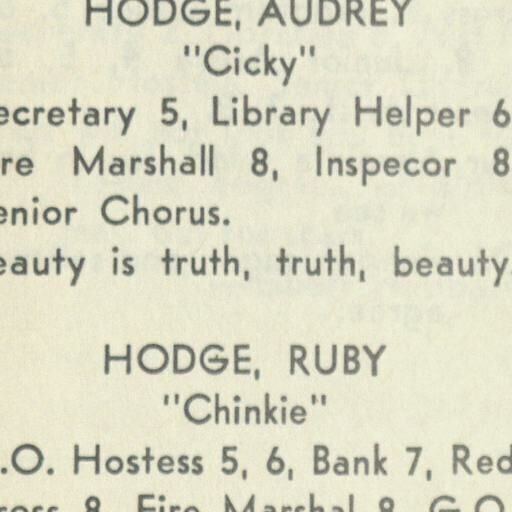 HODGE, AUDREY
"Cicky"
ecretary 5, Library Helper 6
re Marshall 8, Inspecor 8
enior Chorus.
eauty is truth, truth, beauty.
HODGE, RUBY
"Chinkie"
.O. Hostess 5, 6, Bank 7, Red
ross 8, Fire Marshal 8, G.O.